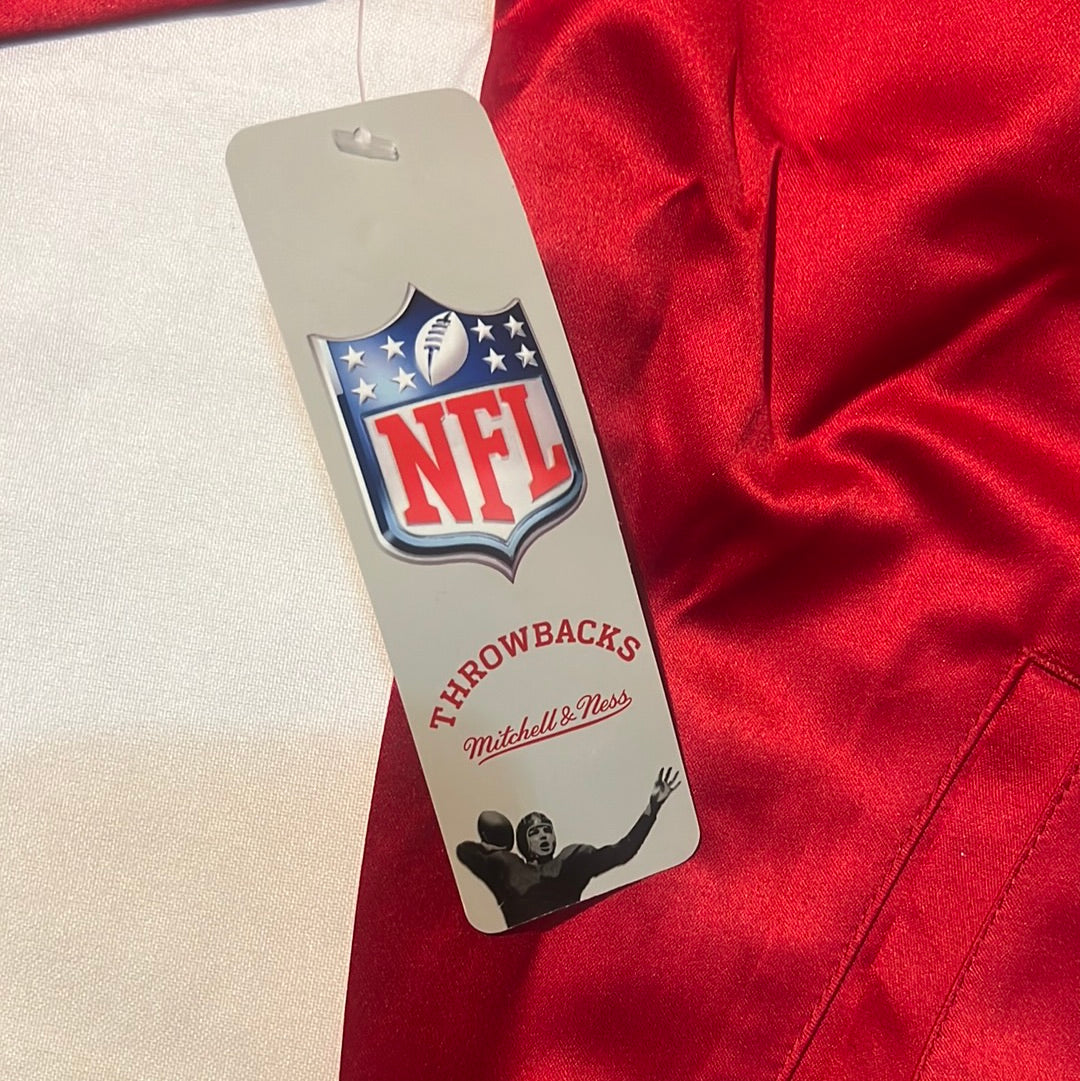 NFL
THROWBACKS
Mitchell & Ness